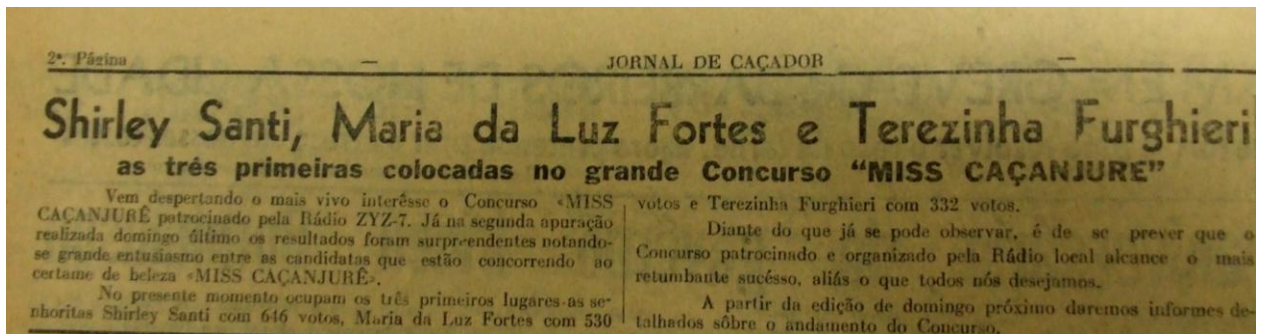 2ª. Página — JORNAL DE CAÇADOR —
Shirley Santi, Maria da Luz Fortes e Terezinha Furghieri
as três primeiras colocadas no grande Concurso "MISS CAÇANJURE"
Vem despertando o mais vivo interêsse o Concurso «MISS
CAÇANJURÊ patrocinado pela Rádio ZYZ-7. Já na segunda apuração
realizada domingo último os resultados foram surpreendentes notando-
se grande entusiasmo entre as candidatas que estão concorrendo ao
certame de beleza «MISS CAÇANJURÊ».
No presente momento ocupam os três primeiros lugares as se-
nhoritas Shirley Santi com 646 votos, Maria da Luz Fortes com 530
votos e Terezinha Furghieri com 332 votos.
Diante do que já se pode observar, é de se prever que o
Concurso patrocinado e organizado pela Rádio local alcance o mais
retumbante sucésso, aliás o que todos nós desejamos.
A partir da edição de domingo próximo daremos informes de-
talhados sôbre o andamento do Concurso.